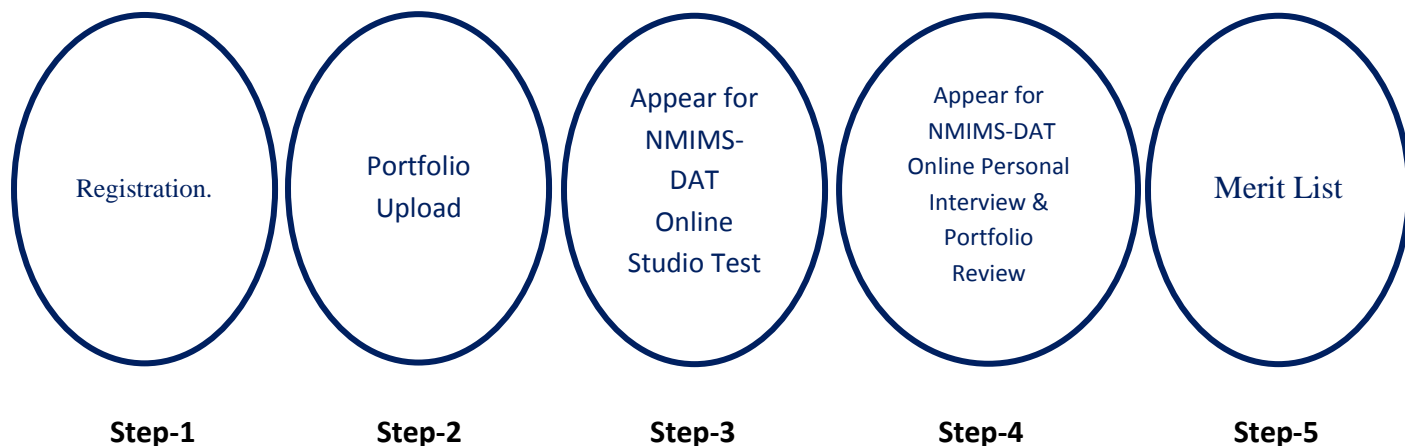 Registration.
Portfolio
Upload
Appear for
NMIMS-
DAT
Online
Studio Test
Appear for
NMIMS-DAT
Online Personal
Interview &
Portfolio
Review
Merit List
Step-1
Step-2
Step-3
Step-4
Step-5